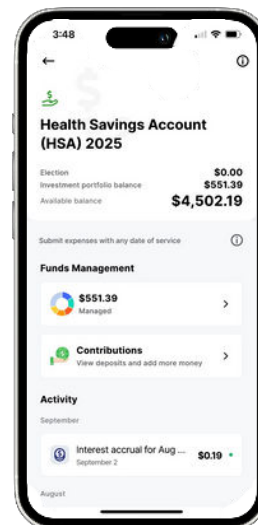 3:48
Health Savings Account
(HSA) 2025
Election $0.00
Investment portfolio balance $551.39
Available balance $4,502.19
Submit expenses with any date of service
Funds Management
$551.39
Managed
Contributions
View deposits and add more money
Activity
September
Interest accrual for Aug ... $0.19
September 2
August